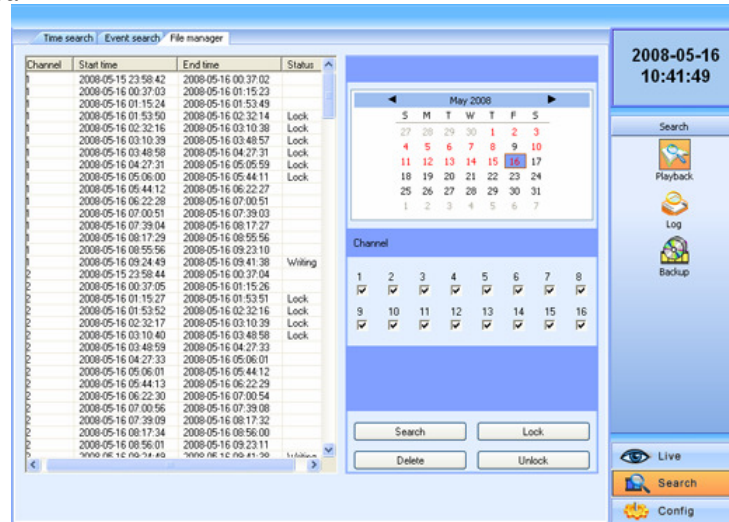 Time search Event search File manager
2008-05-16
10:41:49
Channel Start time End time Status
1 2008-05-15 23:58:42 2008-05-16 00:37:02
1 2008-05-16 00:37:03 2008-05-16 01:15:23
1 2008-05-16 01:15:24 2008-05-16 01:53:49
1 2008-05-16 01:53:50 2008-05-16 02:32:14 Lock
1 2008-05-16 02:32:16 2008-05-16 03:10:38 Lock
1 2008-05-16 03:10:39 2008-05-16 03:48:57 Lock
1 2008-05-16 03:48:58 2008-05-16 04:27:31 Lock
1 2008-05-16 04:27:31 2008-05-16 05:05:59 Lock
1 2008-05-16 05:06:00 2008-05-16 05:44:11 Lock
1 2008-05-16 05:44:12 2008-05-16 06:22:27
1 2008-05-16 06:22:28 2008-05-16 07:00:51
1 2008-05-16 07:00:51 2008-05-16 07:39:03
1 2008-05-16 07:39:04 2008-05-16 08:17:27
1 2008-05-16 08:17:29 2008-05-16 08:55:56
1 2008-05-16 08:55:56 2008-05-16 09:23:10
1 2008-05-16 09:24:49 2008-05-16 09:41:38 Writing
2 2008-05-15 23:58:44 2008-05-16 00:37:04
2 2008-05-16 00:37:05 2008-05-16 01:15:26
2 2008-05-16 01:15:27 2008-05-16 01:53:51 Lock
2 2008-05-16 01:53:52 2008-05-16 02:32:16 Lock
2 2008-05-16 02:32:17 2008-05-16 03:10:39 Lock
2 2008-05-16 03:10:40 2008-05-16 03:48:58 Lock
2 2008-05-16 03:48:59 2008-05-16 04:27:33
2 2008-05-16 04:27:33 2008-05-16 05:06:01
2 2008-05-16 05:06:01 2008-05-16 05:44:12
2 2008-05-16 05:44:13 2008-05-16 06:22:29
2 2008-05-16 06:22:30 2008-05-16 07:00:54
2 2008-05-16 07:00:56 2008-05-16 07:39:08
2 2008-05-16 07:39:09 2008-05-16 08:17:32
2 2008-05-16 08:17:34 2008-05-16 08:56:00
2 2008-05-16 08:56:01 2008-05-16 09:23:11
May 2008
S M T W T F S
27 28 29 30 1 2 3
4 5 6 7 8 9 10
11 12 13 14 15 16 17
18 19 20 21 22 23 24
25 26 27 28 29 30 31
1 2 3 4 5 6 7
Channel
1 2 3 4 5 6 7 8
9 10 11 12 13 14 15 16
Search Lock
Delete Unlock
Search
Playback
Log
Backup
Live
Search
Config